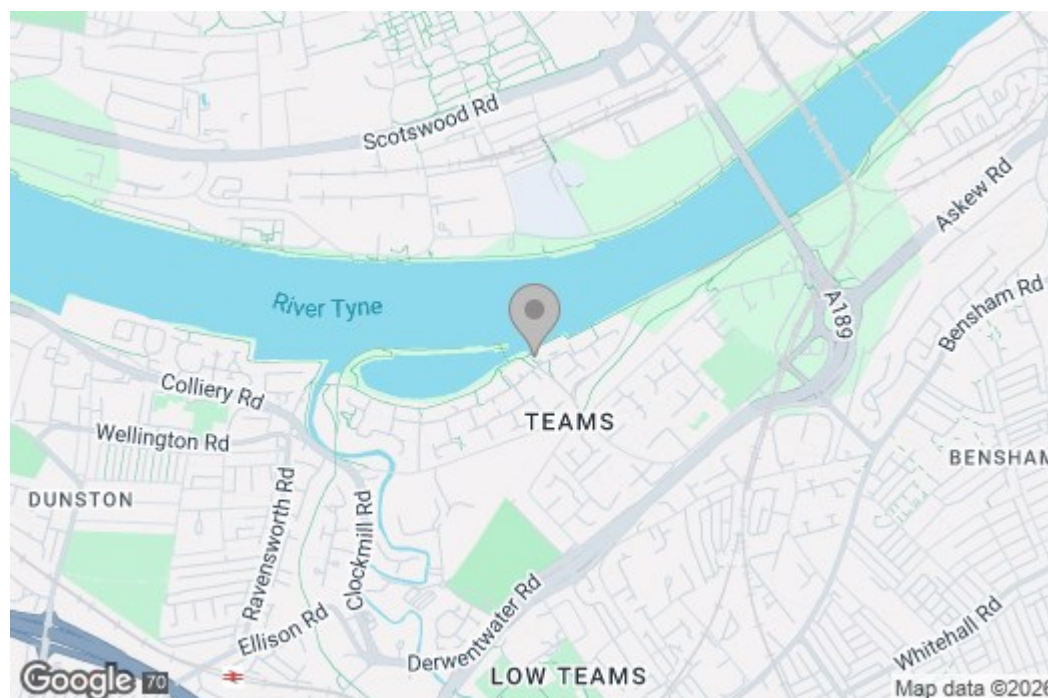 Scotswood Rd
Askew Rd
River Tyne
A189
Bensham Rd
Colliery Rd
TEAMS
Wellington Rd
BENSHAM
DUNSTON
Ravensworth Rd
Clockmill Rd
Ellison Rd
Derwentwater Rd
Whitehall Rd
LOW TEAMS
Google
70
Map data ©2026